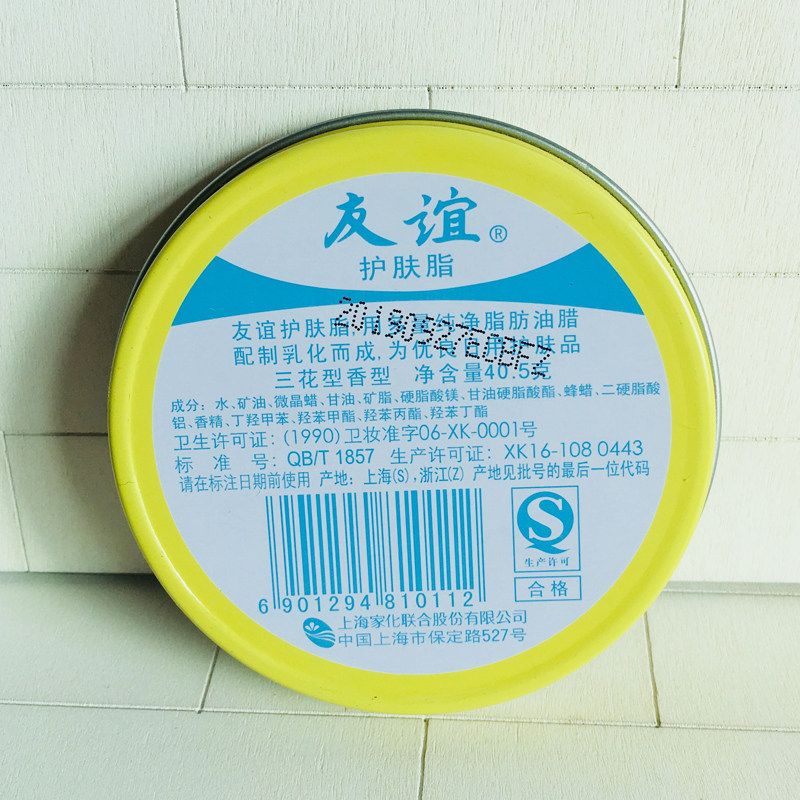 友谊®
护肤脂
友谊护肤脂,用多量纯净脂肪油腊
配制乳化而成,为优良日用护肤品
三花型香型 净含量40.5克
成分：水、矿油、微晶蜡、甘油、矿脂、硬脂酸镁、甘油硬脂酸酯、蜂蜡、二硬脂酸
铝、香精、丁羟甲苯、羟苯甲酯、羟苯丙酯、羟苯丁酯
卫生许可证：(1990)卫妆准字06-XK-0001号
标 准 号：QB/T 1857 生产许可证：XK16-108 0443
请在标注日期前使用 产地：上海(S),浙江(Z) 产地见批号的最后一位代码
生产许可
合格
6 901294 810112
上海家化联合股份有限公司
中国上海市保定路527号